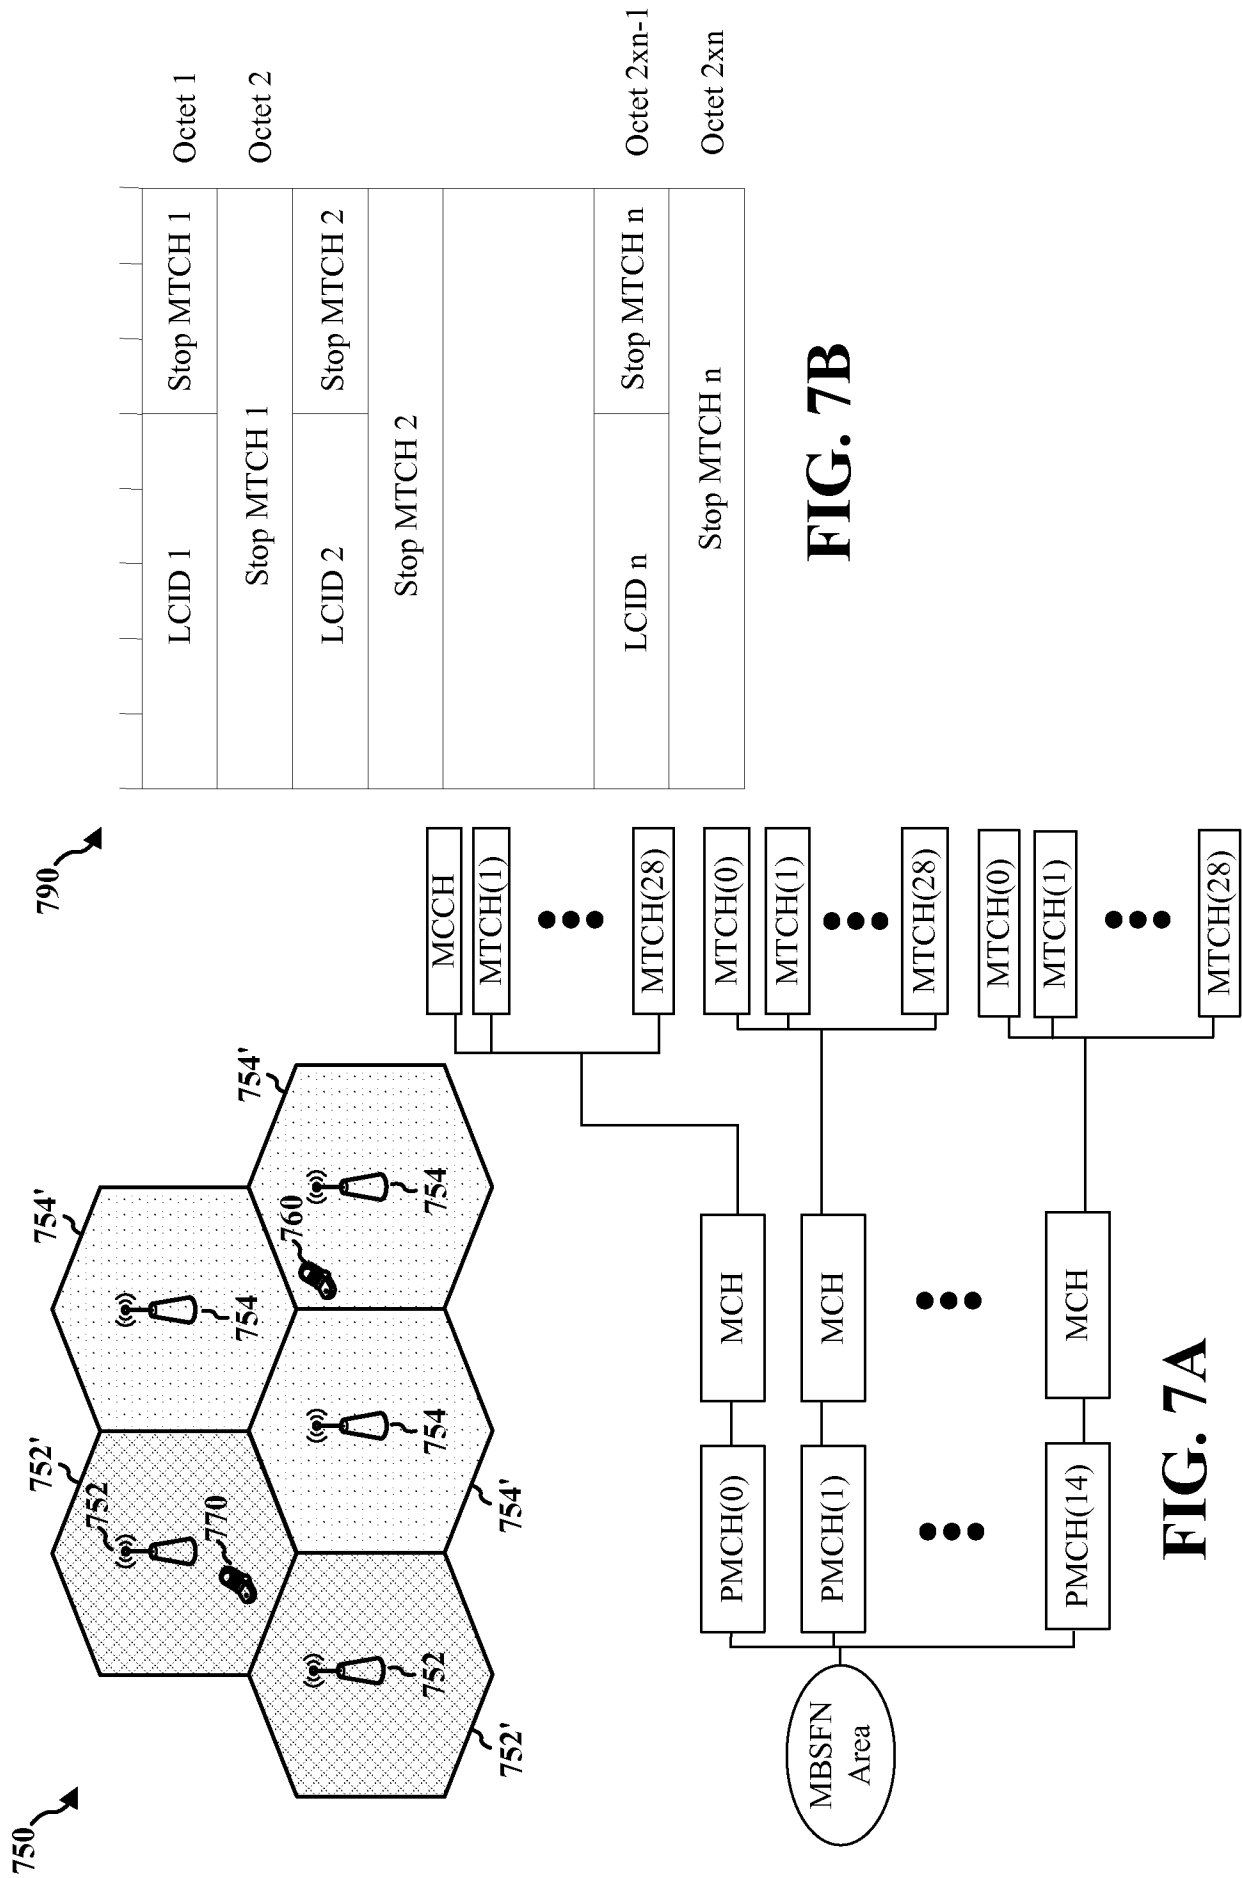 750
752'
754'
752
754
770
754'
760
754
754
752
752'
754'
MBSFN
Area
PMCH(0)
MCH
MCCH
MTCH(1)
MTCH(28)
PMCH(1)
MCH
MTCH(0)
MTCH(1)
MTCH(28)
PMCH(14)
MCH
MTCH(0)
MTCH(1)
MTCH(28)
FIG. 7A
790
LCID 1 Stop MTCH 1 Octet 1
Stop MTCH 1 Octet 2
LCID 2 Stop MTCH 2
Stop MTCH 2
LCID n Stop MTCH n Octet 2xn-1
Stop MTCH n Octet 2xn
FIG. 7B